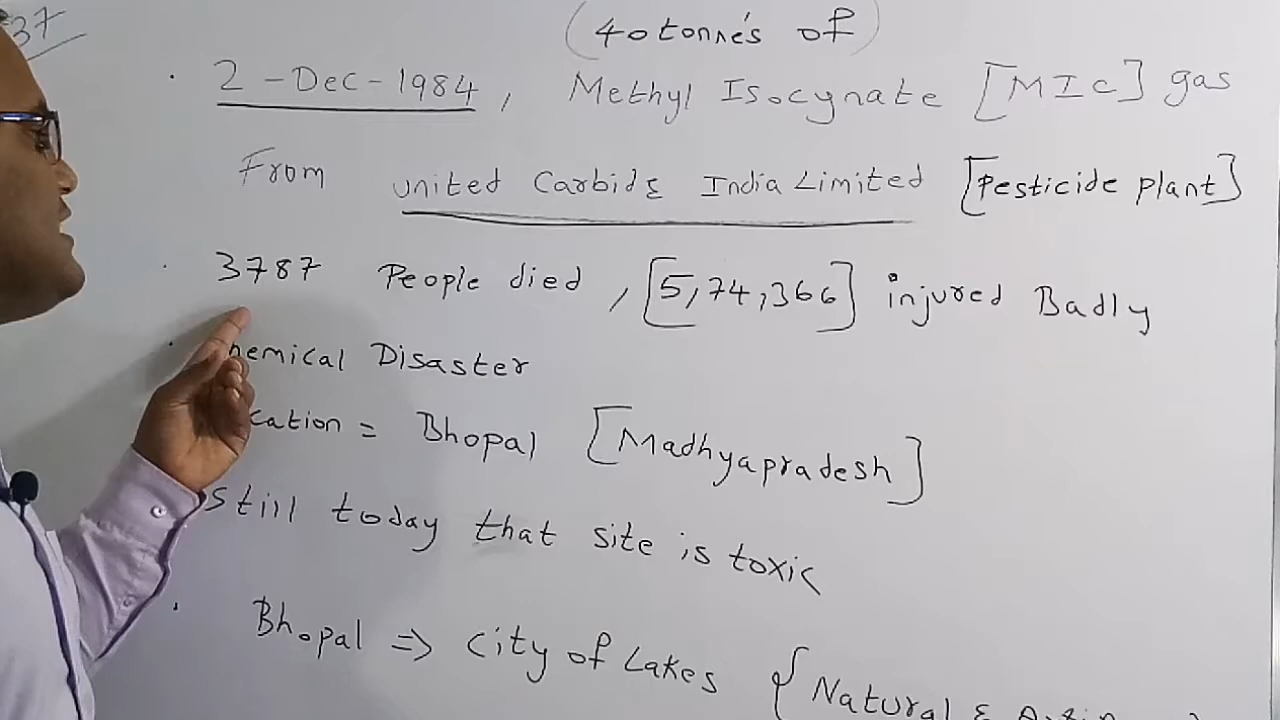 37
(40 tonne's of)
2-Dec-1984, Methyl Isocynate [MIC] gas
From united Carbide India Limited [Pesticide plant]
3787 People died, [5,74,366] injured Badly
hemical Disaster
cation = Bhopal [Madhyapradesh]
still today that site is toxic
Bhopal => City of Lakes { Natural &